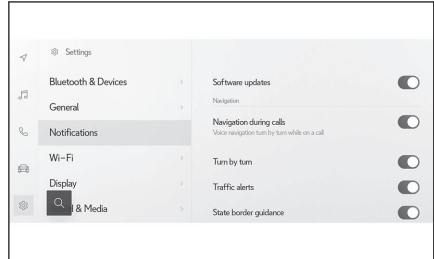 Settings
Bluetooth & Devices
General
Notifications
Wi-Fi
Display
& Media
Software updates
Navigation
Navigation during calls
Voice navigation turn by turn while on a call
Turn by turn
Traffic alerts
State border guidance